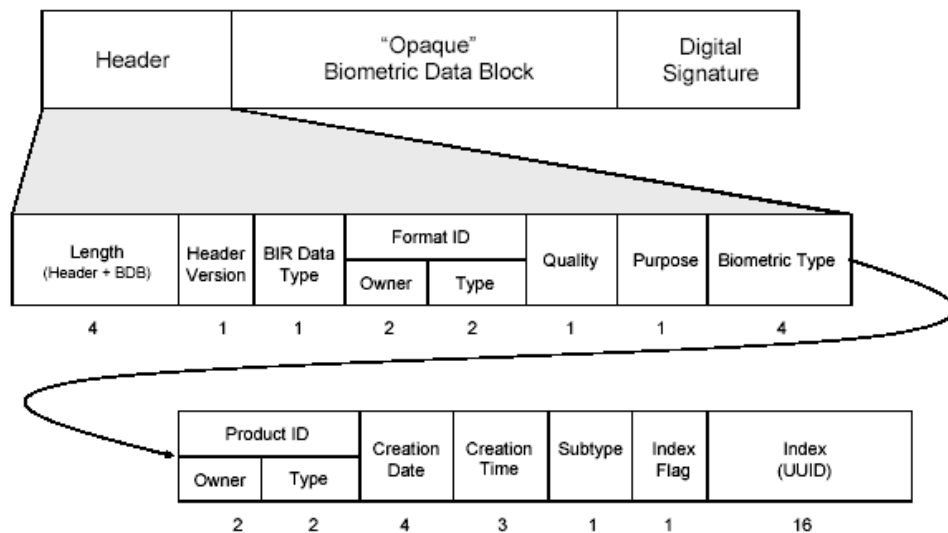 Header
“Opaque”
Biometric Data Block
Digital
Signature
Length
(Header + BDB)
Header
Version
BIR Data
Type
Format ID
Owner
Type
Quality
Purpose
Biometric Type
4
1
1
2
2
1
1
4
Product ID
Owner
Type
Creation
Date
Creation
Time
Subtype
Index
Flag
Index
(UUID)
2
2
4
3
1
1
16